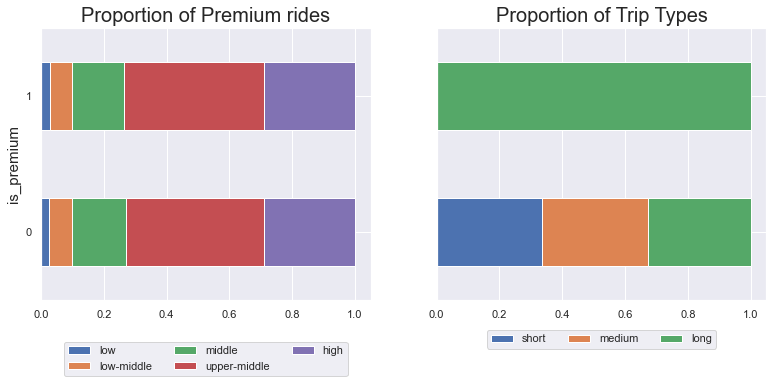 Proportion of Premium rides
is_premium
1
0
0.0 0.2 0.4 0.6 0.8 1.0
low middle high
low-middle upper-middle
Proportion of Trip Types
0.0 0.2 0.4 0.6 0.8 1.0
short medium long